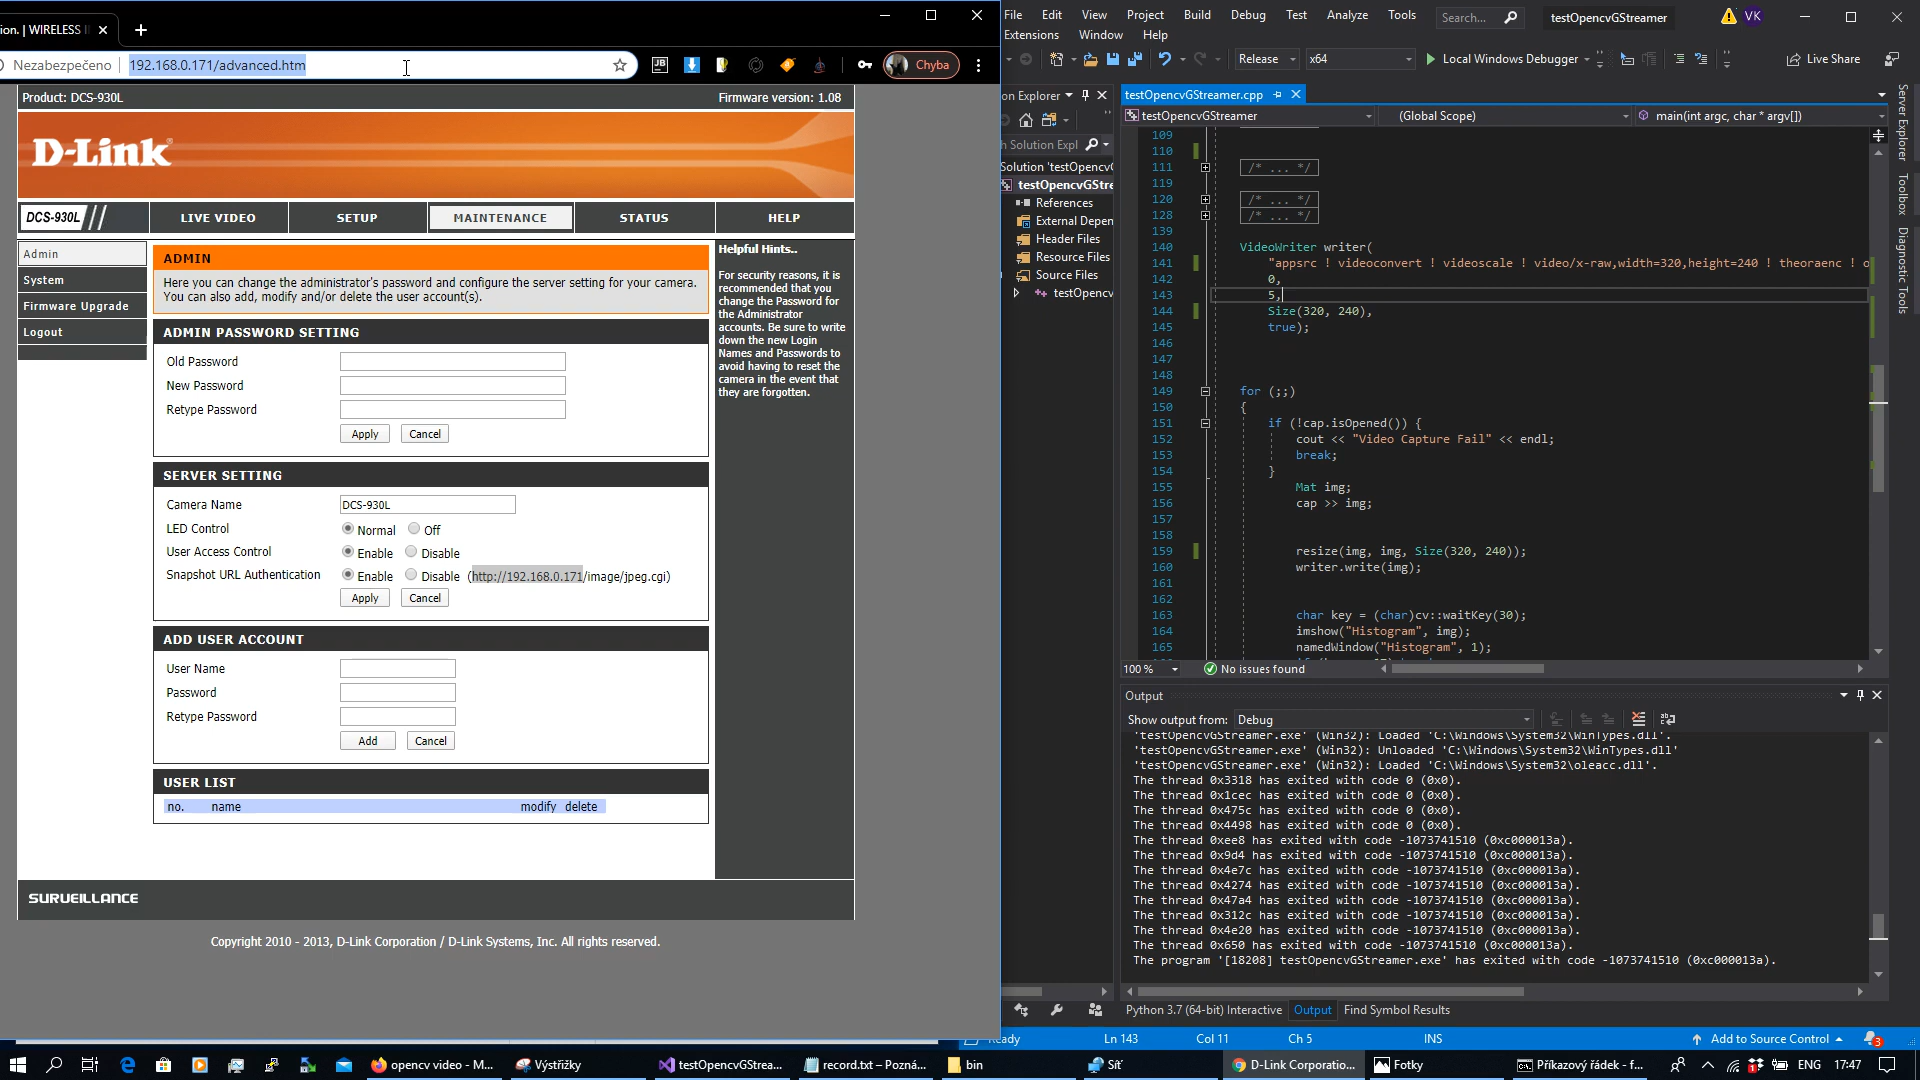 ion. | WIRELESS I
Nezabezpečeno
192.168.0.171/advanced.htm
JB
Chyba
Product: DCS-930L
Firmware version: 1.08
D-Link
DCS-930L
LIVE VIDEO
SETUP
MAINTENANCE
STATUS
HELP
Admin
System
Firmware Upgrade
Logout
ADMIN
Here you can change the administrator's password and configure the server setting for your camera.
You can also add, modify and/or delete the user account(s).
ADMIN PASSWORD SETTING
Old Password
New Password
Retype Password
Apply
Cancel
SERVER SETTING
Camera Name
DCS-930L
LED Control
Normal
Off
User Access Control
Enable
Disable
Snapshot URL Authentication
Enable
Disable
(http://192.168.0.171/image/jpeg.cgi)
Apply
Cancel
ADD USER ACCOUNT
User Name
Password
Retype Password
Add
Cancel
USER LIST
no.
name
modify
delete
Helpful Hints..
For security reasons, it is
recommended that you
change the Password for
the Administrator
accounts. Be sure to write
down the new Login
Names and Passwords to
avoid having to reset the
camera in the event that
they are forgotten.
SURVEILLANCE
Copyright 2010 - 2013, D-Link Corporation / D-Link Systems, Inc. All rights reserved.
File
Edit
View
Project
Build
Debug
Test
Analyze
Tools
Extensions
Window
Help
Search...
testOpencvGStreamer
VK
Release
x64
Local Windows Debugger
Live Share
on Explorer
h Solution Expl
Solution 'testOpencv
testOpencvGStre
References
External Depen
Header Files
Resource Files
Source Files
testOpencv
testOpencvGStreamer.cpp
testOpencvGStreamer
(Global Scope)
main(int argc, char * argv[])
109
110
111 /* ... */
119
120 /* ... */
128 /* ... */
139
140 VideoWriter writer(
141 "appsrc ! videoconvert ! videoscale ! video/x-raw,width=320,height=240 ! theoraenc ! o
142 0,
143 5,
144 Size(320, 240),
145 true);
146
147
148
149 for (;;)
150 {
151 if (!cap.isOpened()) {
152 cout << "Video Capture Fail" << endl;
153 break;
154 }
155 Mat img;
156 cap >> img;
157
158
159 resize(img, img, Size(320, 240));
160 writer.write(img);
161
162
163 char key = (char)cv::waitKey(30);
164 imshow("Histogram", img);
165 namedWindow("Histogram", 1);
100 %
No issues found
Server Explorer
Toolbox
Diagnostic Tools
Output
Show output from:
Debug
'testOpencvGStreamer.exe' (Win32): Loaded 'C:\Windows\System32\WinTypes.dll'.
'testOpencvGStreamer.exe' (Win32): Unloaded 'C:\Windows\System32\WinTypes.dll'
'testOpencvGStreamer.exe' (Win32): Loaded 'C:\Windows\System32\oleacc.dll'.
The thread 0x3318 has exited with code 0 (0x0).
The thread 0x1cec has exited with code 0 (0x0).
The thread 0x475c has exited with code 0 (0x0).
The thread 0x4498 has exited with code 0 (0x0).
The thread 0xee8 has exited with code -1073741510 (0xc000013a).
The thread 0x9d4 has exited with code -1073741510 (0xc000013a).
The thread 0x4e7c has exited with code -1073741510 (0xc000013a).
The thread 0x4274 has exited with code -1073741510 (0xc000013a).
The thread 0x47a4 has exited with code -1073741510 (0xc000013a).
The thread 0x312c has exited with code -1073741510 (0xc000013a).
The thread 0x4e20 has exited with code -1073741510 (0xc000013a).
The thread 0x650 has exited with code -1073741510 (0xc000013a).
The program '[18208] testOpencvGStreamer.exe' has exited with code -1073741510 (0xc000013a).
Python 3.7 (64-bit) Interactive
Output
Find Symbol Results
Ready
Ln 143
Col 11
Ch 5
INS
Add to Source Control
3
opencv video - M...
Výstřižky
testOpencvGStrea...
record.txt – Pozná...
bin
Síť
D-Link Corporatio...
Fotky
Příkazový řádek - f...
ENG
17:47